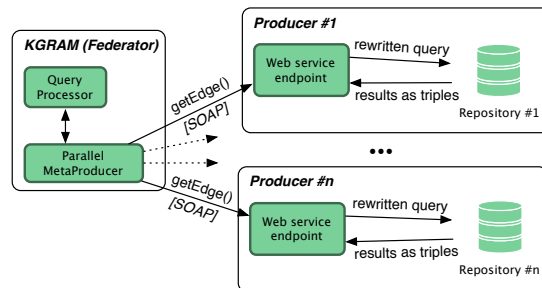 KGRAM (Federator)
Query
Processor
Parallel
MetaProducer
getEdge()
[SOAP]
getEdge()
[SOAP]
Producer #1
Web service
endpoint
rewritten query
results as triples
Repository #1
...
Producer #n
Web service
endpoint
rewritten query
results as triples
Repository #n